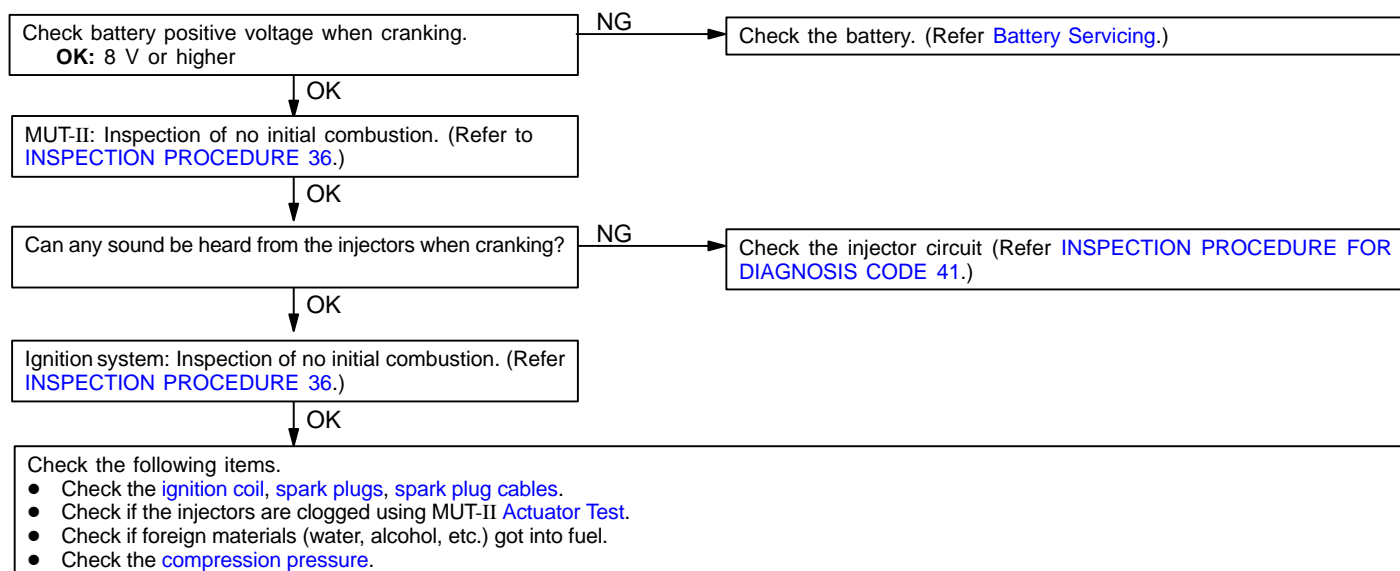 Check battery positive voltage when cranking.
OK: 8 V or higher
NG
Check the battery. (Refer Battery Servicing.)
OK
MUT-II: Inspection of no initial combustion. (Refer to
INSPECTION PROCEDURE 36.)
OK
Can any sound be heard from the injectors when cranking?
NG
Check the injector circuit (Refer INSPECTION PROCEDURE FOR
DIAGNOSIS CODE 41.)
OK
Ignition system: Inspection of no initial combustion. (Refer
INSPECTION PROCEDURE 36.)
OK
Check the following items.
● Check the ignition coil, spark plugs, spark plug cables.
● Check if the injectors are clogged using MUT-II Actuator Test.
● Check if foreign materials (water, alcohol, etc.) got into fuel.
● Check the compression pressure.